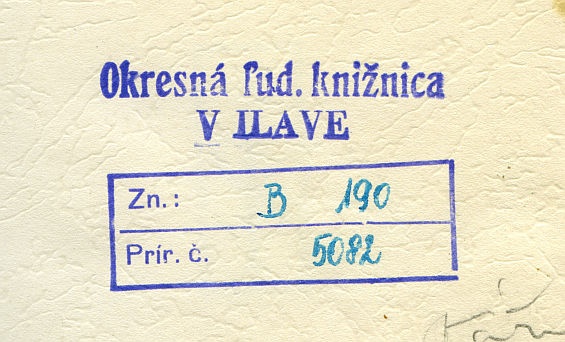 Okresná ľud. knižnica
V ILAVE
Zn.: B 190
Prír. č. 5082